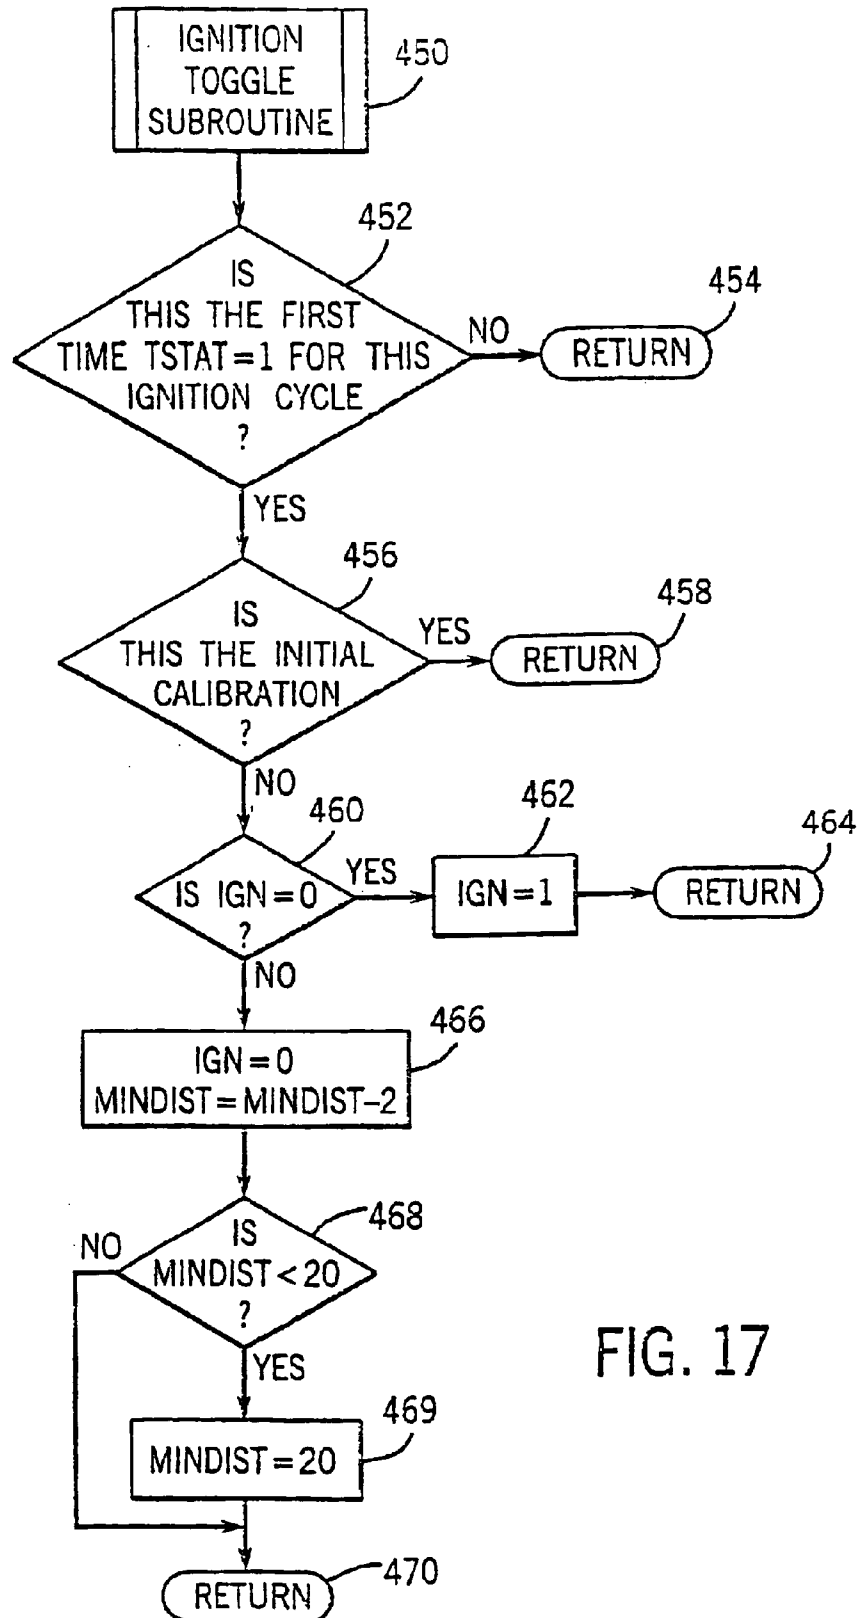 IGNITION
TOGGLE
SUBROUTINE
450
452
IS
THIS THE FIRST
TIME TSTAT=1 FOR THIS
IGNITION CYCLE
?
NO
454
RETURN
YES
456
IS
THIS THE INITIAL
CALIBRATION
?
YES
458
RETURN
NO
460
IS IGN=0
?
YES
462
IGN=1
464
RETURN
NO
466
IGN=0
MINDIST=MINDIST-2
468
IS
MINDIST<20
?
NO
YES
469
MINDIST=20
470
RETURN
FIG. 17